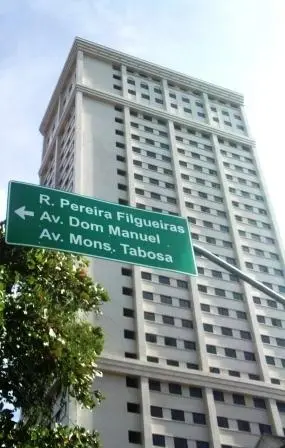 R. Pereira Filgueiras
Av. Dom Manuel
Av. Mons. Tabosa